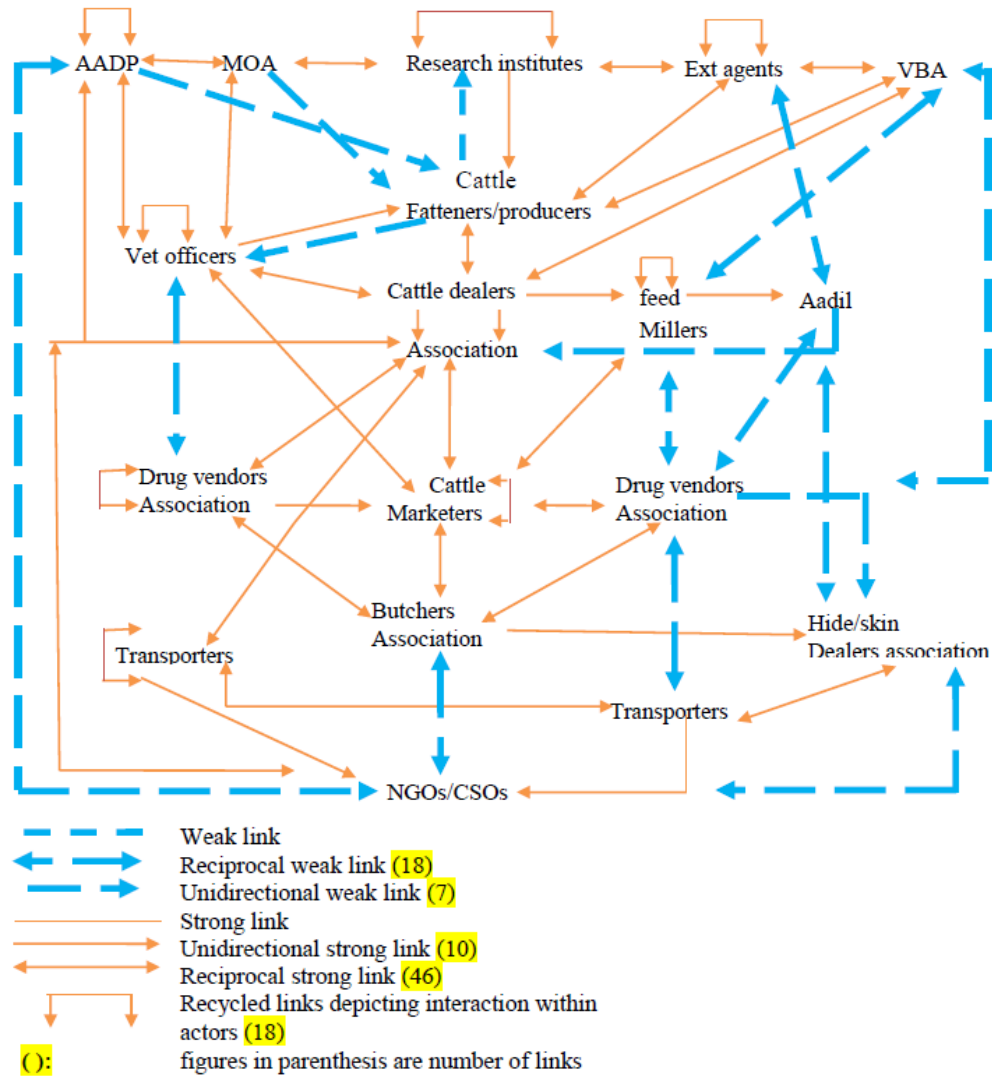 AADP
MOA
Research institutes
Ext agents
VBA
Cattle
Fatteners/producers
Vet officers
Cattle dealers
feed
Millers
Aadil
Association
Drug vendors
Association
Cattle
Marketers
Drug vendors
Association
Butchers
Association
Hide/skin
Dealers association
Transporters
Transporters
NGOs/CSOs
Weak link
Reciprocal weak link (18)
Unidirectional weak link (7)
Strong link
Unidirectional strong link (10)
Reciprocal strong link (46)
Recycled links depicting interaction within
actors (18)
( ): figures in parenthesis are number of links